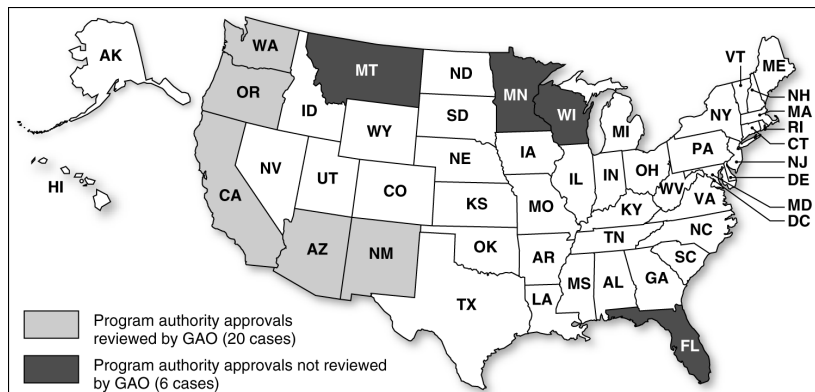 AK
HI
WA
OR
CA
NV
ID
MT
WY
UT
AZ
CO
NM
ND
SD
NE
KS
OK
TX
MN
IA
MO
AR
LA
WI
IL
MI
IN
OH
KY
TN
MS
AL
GA
FL
SC
NC
VA
WV
PA
NY
VT
ME
NH
MA
RI
CT
NJ
DE
MD
DC
Program authority approvals
reviewed by GAO (20 cases)
Program authority approvals not reviewed
by GAO (6 cases)